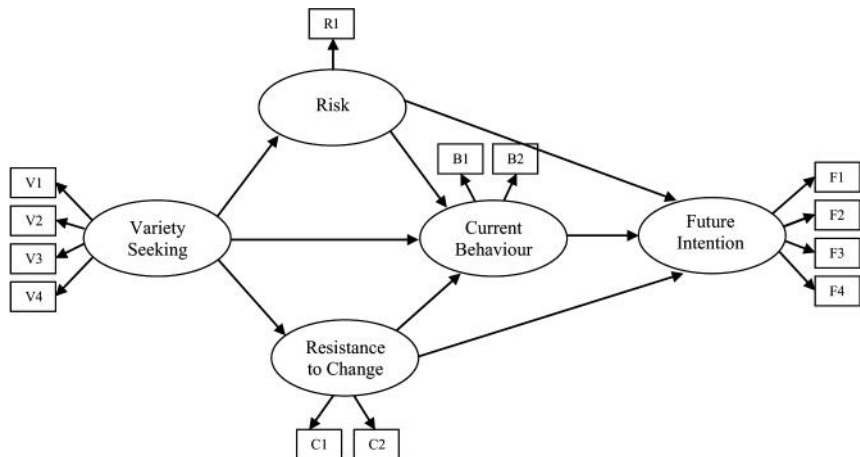 R1
Risk
B1
B2
V1
V2
V3
V4
Variety
Seeking
Current
Behaviour
Future
Intention
F1
F2
F3
F4
Resistance
to Change
C1
C2